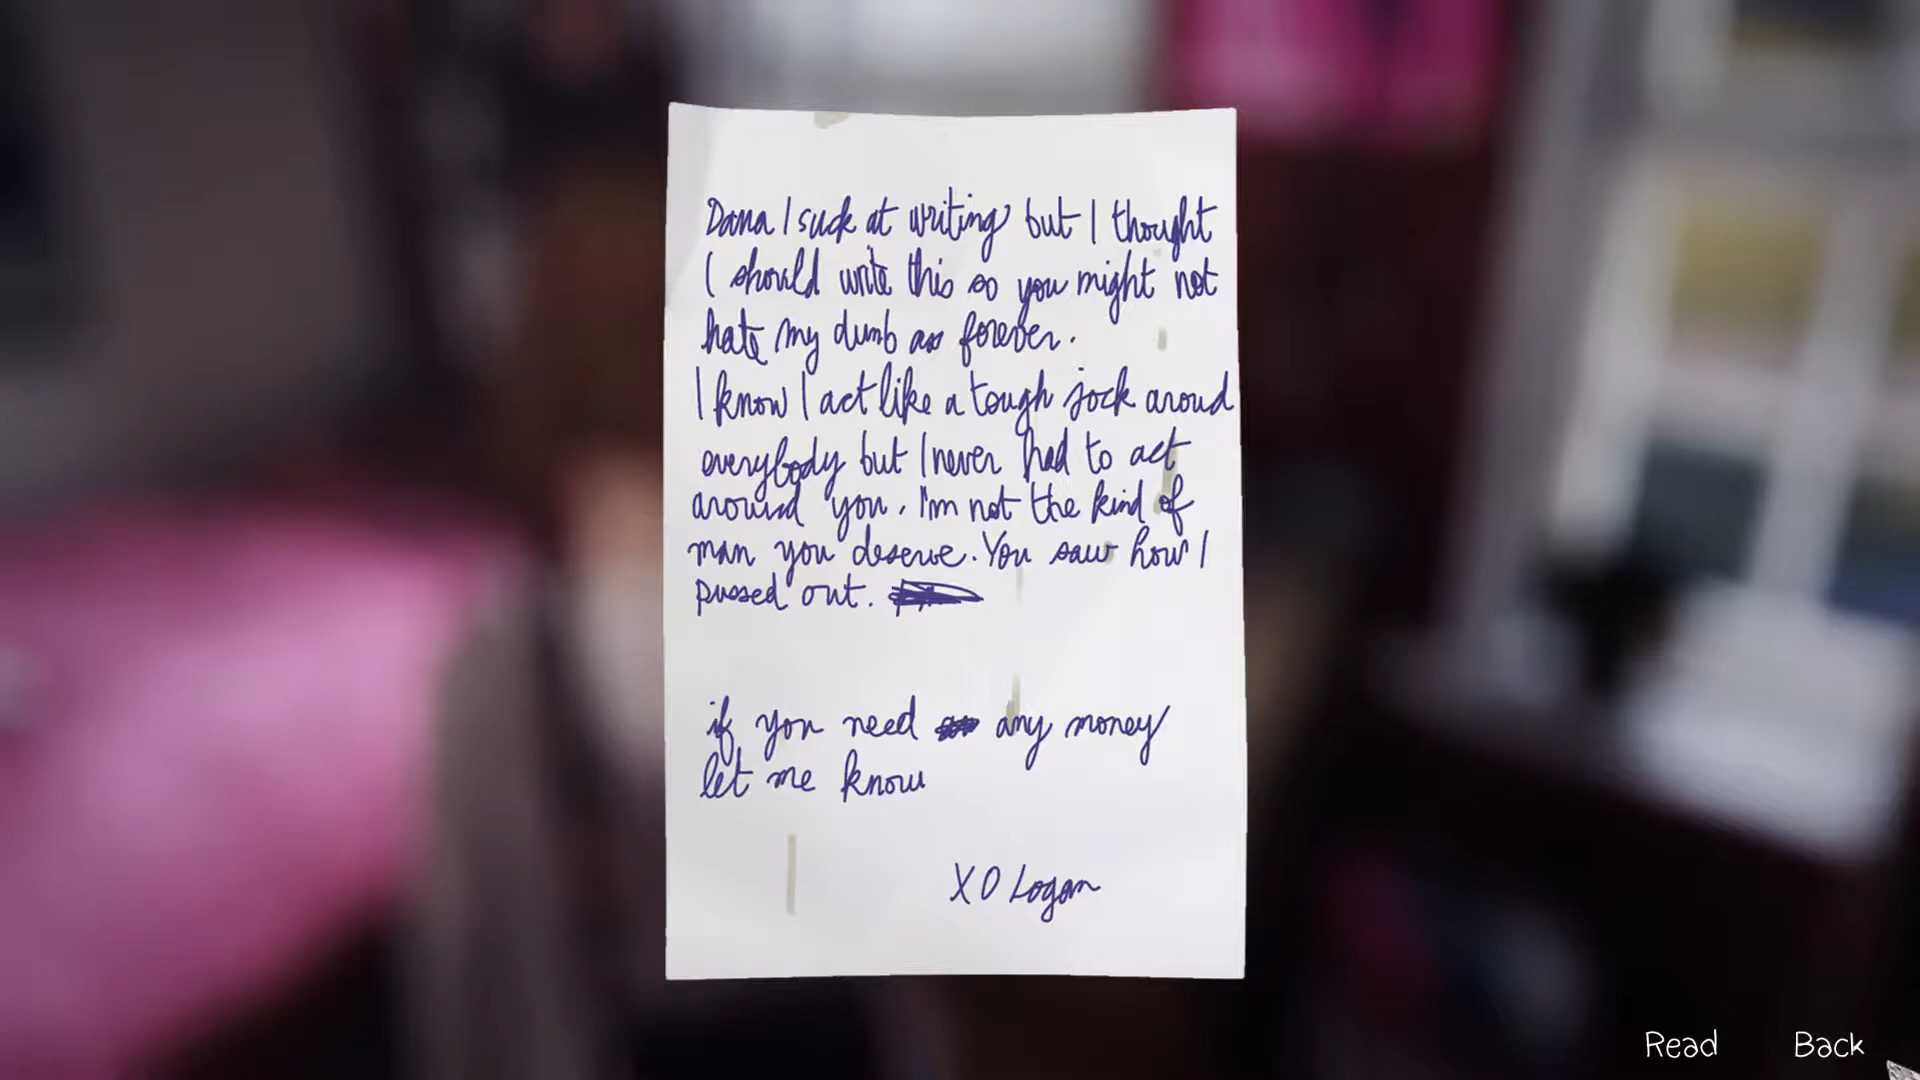 Dana I suck at writing but I thought
I should write this so you might not
hate my dumb ass forever.
I know I act like a tough jock aroud
everybody but I never had to act
around you. I'm not the kind of
man you deserve. You saw how I
pussed out.
if you need any money
let me know
XO Logan
Read Back